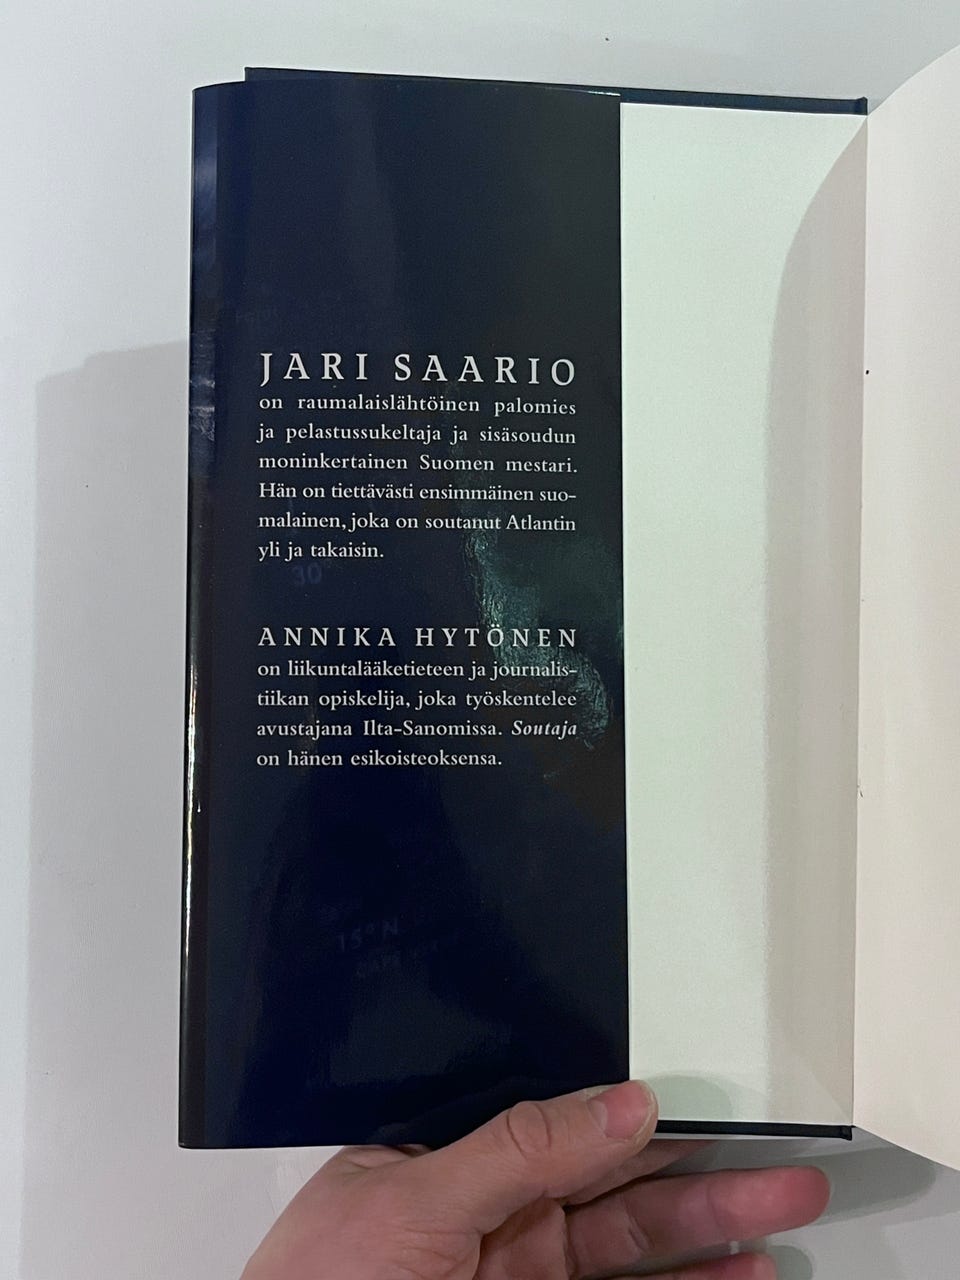 JARI SAARIO
on raumalaislähtöinen palomies
ja pelastussukeltaja ja sisäsoudun
moninkertainen Suomen mestari.
Hän on tiettävästi ensimmäinen suo-
malainen, joka on soutanut Atlantin
yli ja takaisin.
30°
ANNIKA HYTÖNEN
on liikuntalääketieteen ja journalis-
tiikan opiskelija, joka työskentelee
avustajana Ilta-Sanomissa. Soutaja
on hänen esikoisteoksensa.
15° N